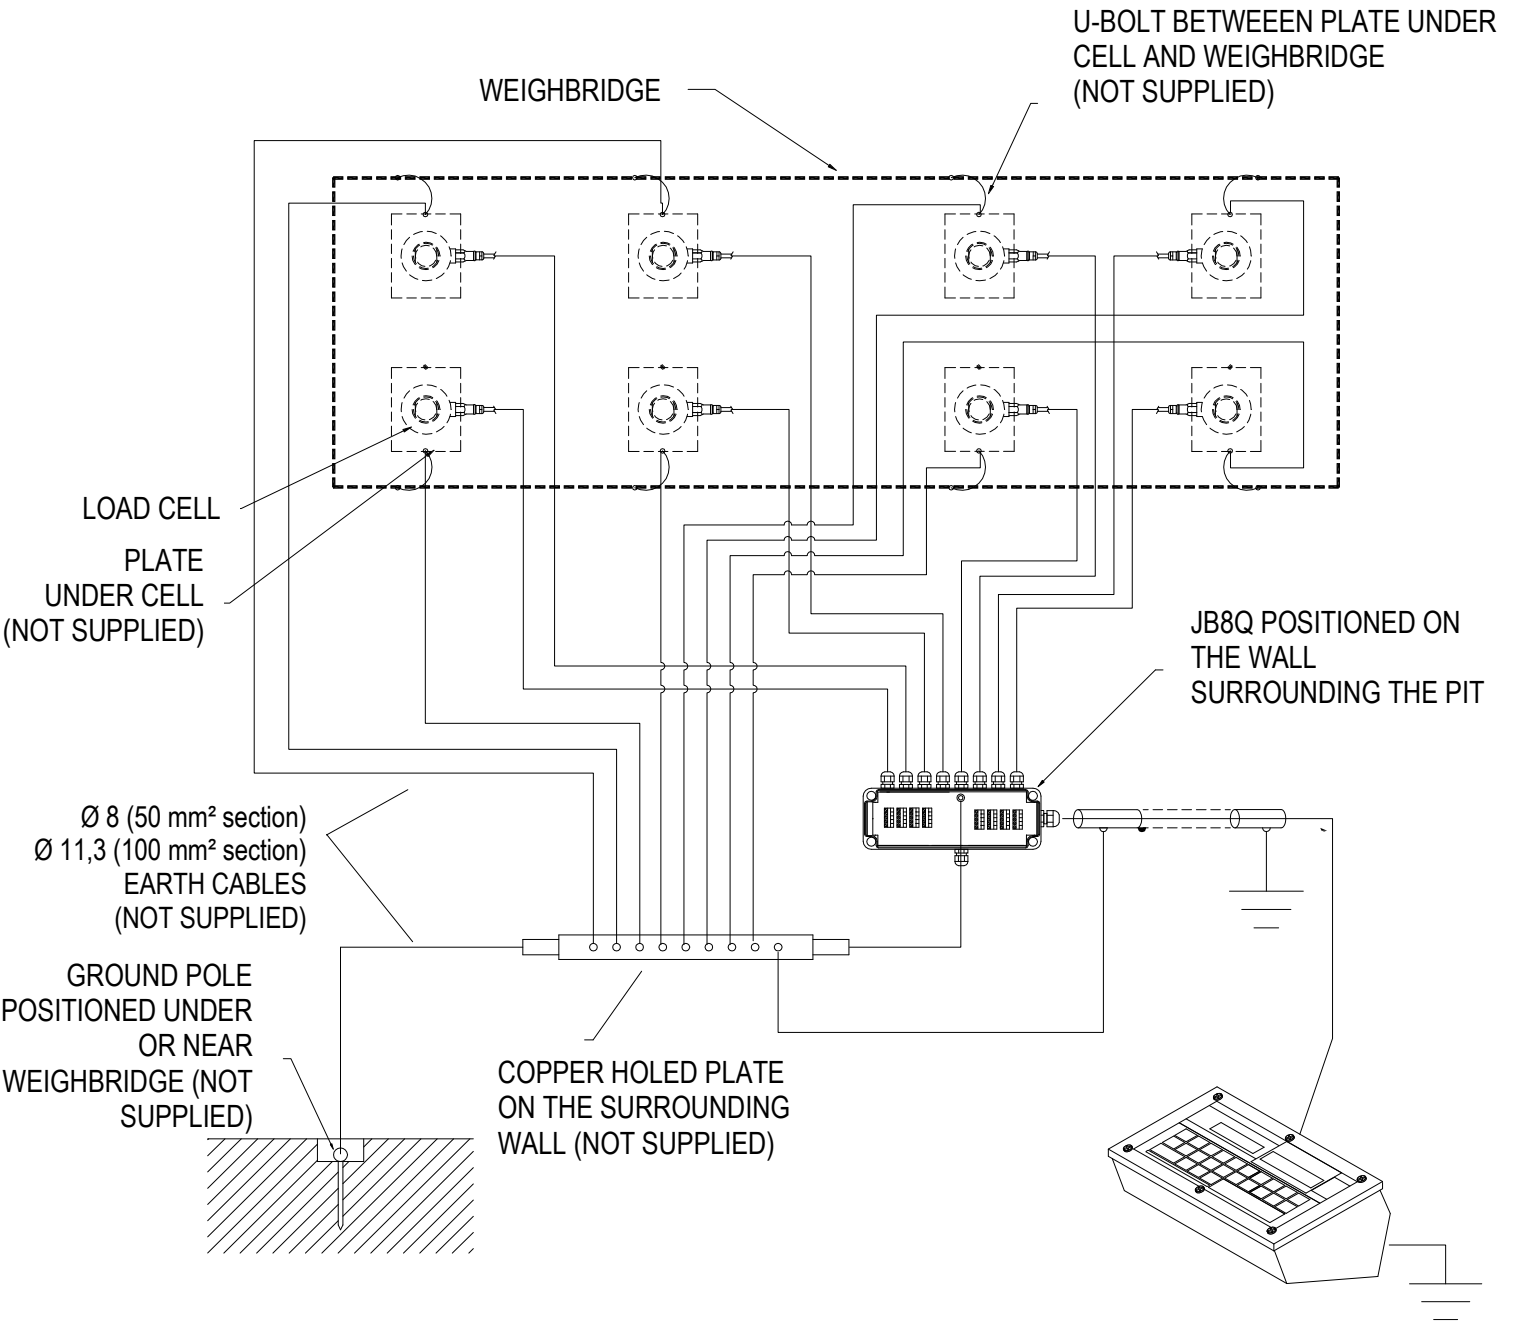 U-BOLT BETWEEEN PLATE UNDER
CELL AND WEIGHBRIDGE
(NOT SUPPLIED)
WEIGHBRIDGE
LOAD CELL
PLATE
UNDER CELL
(NOT SUPPLIED)
JB8Q POSITIONED ON
THE WALL
SURROUNDING THE PIT
Ø 8 (50 mm² section)
Ø 11,3 (100 mm² section)
EARTH CABLES
(NOT SUPPLIED)
GROUND POLE
POSITIONED UNDER
OR NEAR
WEIGHBRIDGE (NOT
SUPPLIED)
COPPER HOLED PLATE
ON THE SURROUNDING
WALL (NOT SUPPLIED)